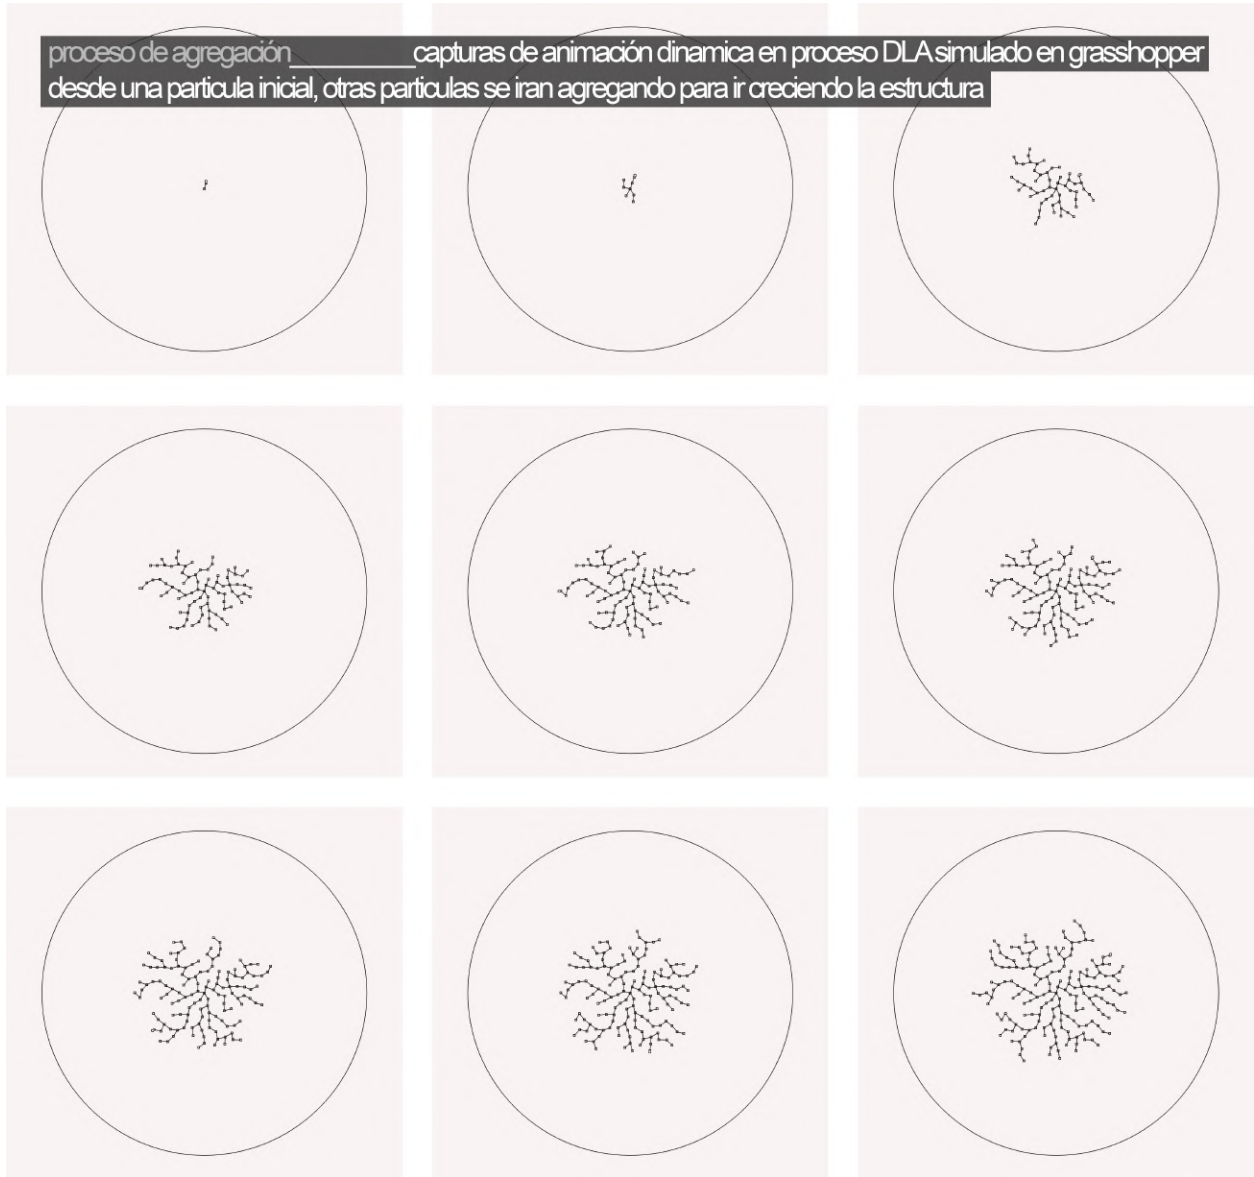 proceso de agregación__________capturas de animación dinamica en proceso DLA simulado en grasshopper
desde una particula inicial, otras particulas se iran agregando para ir creciendo la estructura